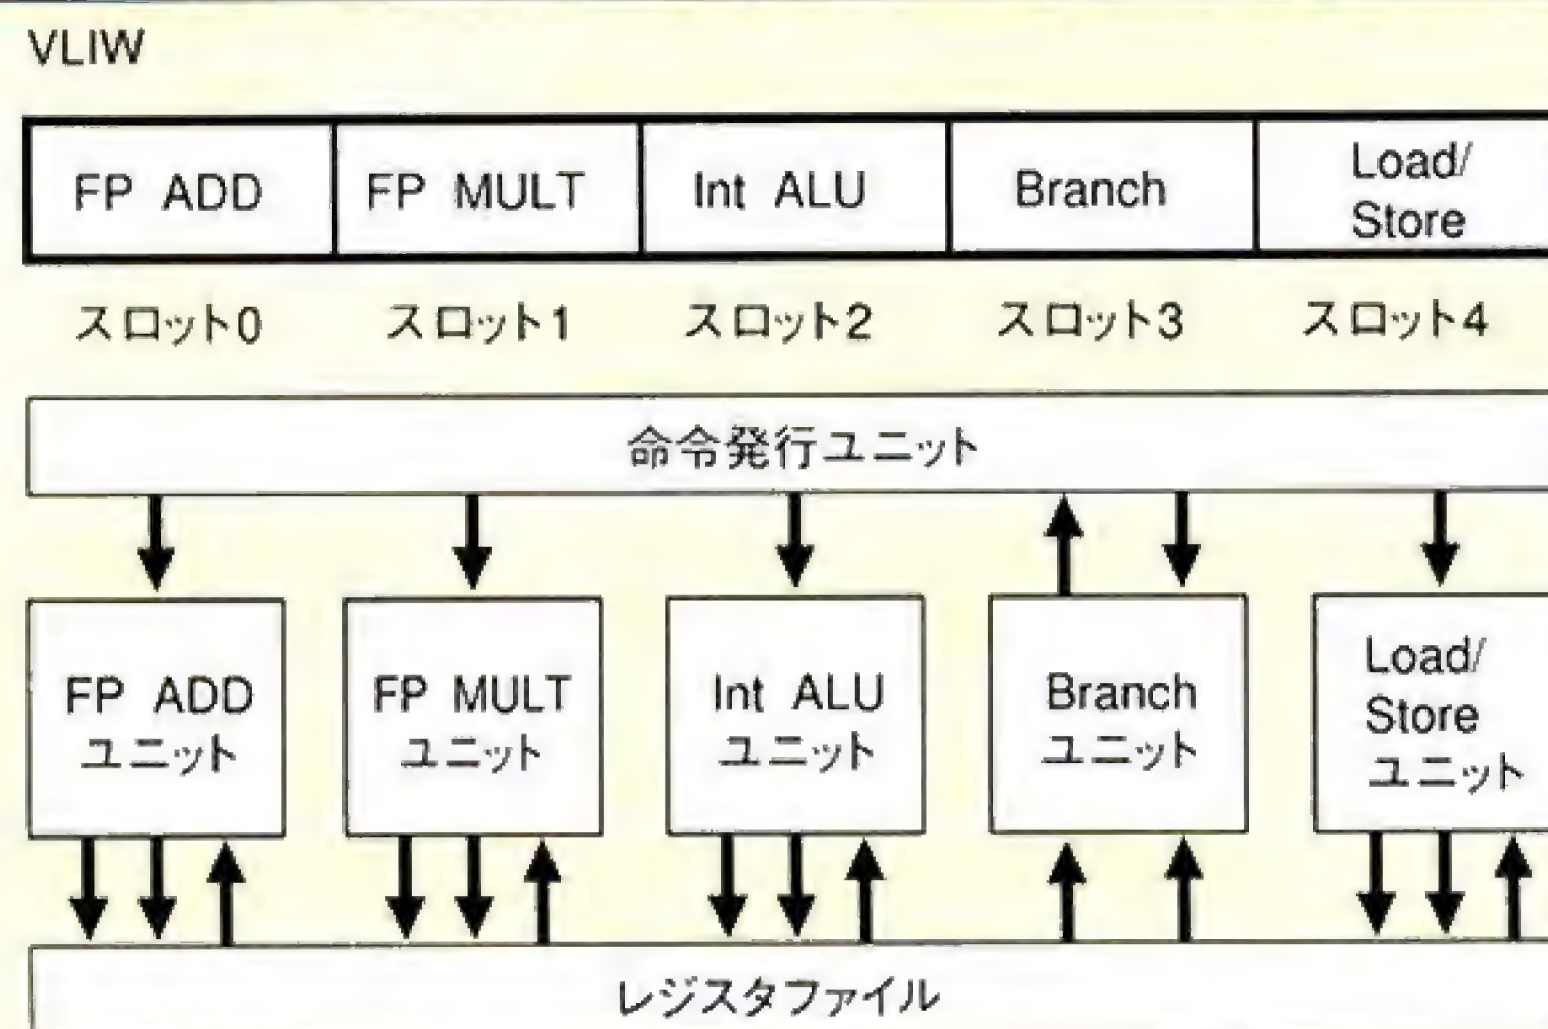 VLIW
FP ADD
FP MULT
Int ALU
Branch
Load/
Store
スロット0
スロット1
スロット2
スロット3
スロット4
命令発行ユニット
FP ADD
ユニット
FP MULT
ユニット
Int ALU
ユニット
Branch
ユニット
Load/
Store
ユニット
レジスタファイル